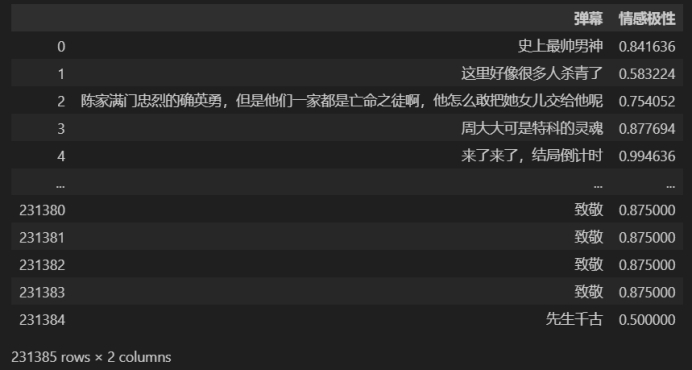 弹幕 情感极性
0 史上最帅男神 0.841636
1 这里好像很多人杀青了 0.583224
2 陈家满门忠烈的确英勇，但是他们一家都是亡命之徒啊，他怎么敢把她女儿交给他呢 0.754052
3 周大大可是特科的灵魂 0.877694
4 来了来了，结局倒计时 0.994636
... ... ...
231380 致敬 0.875000
231381 致敬 0.875000
231382 致敬 0.875000
231383 致敬 0.875000
231384 先生千古 0.500000
231385 rows × 2 columns